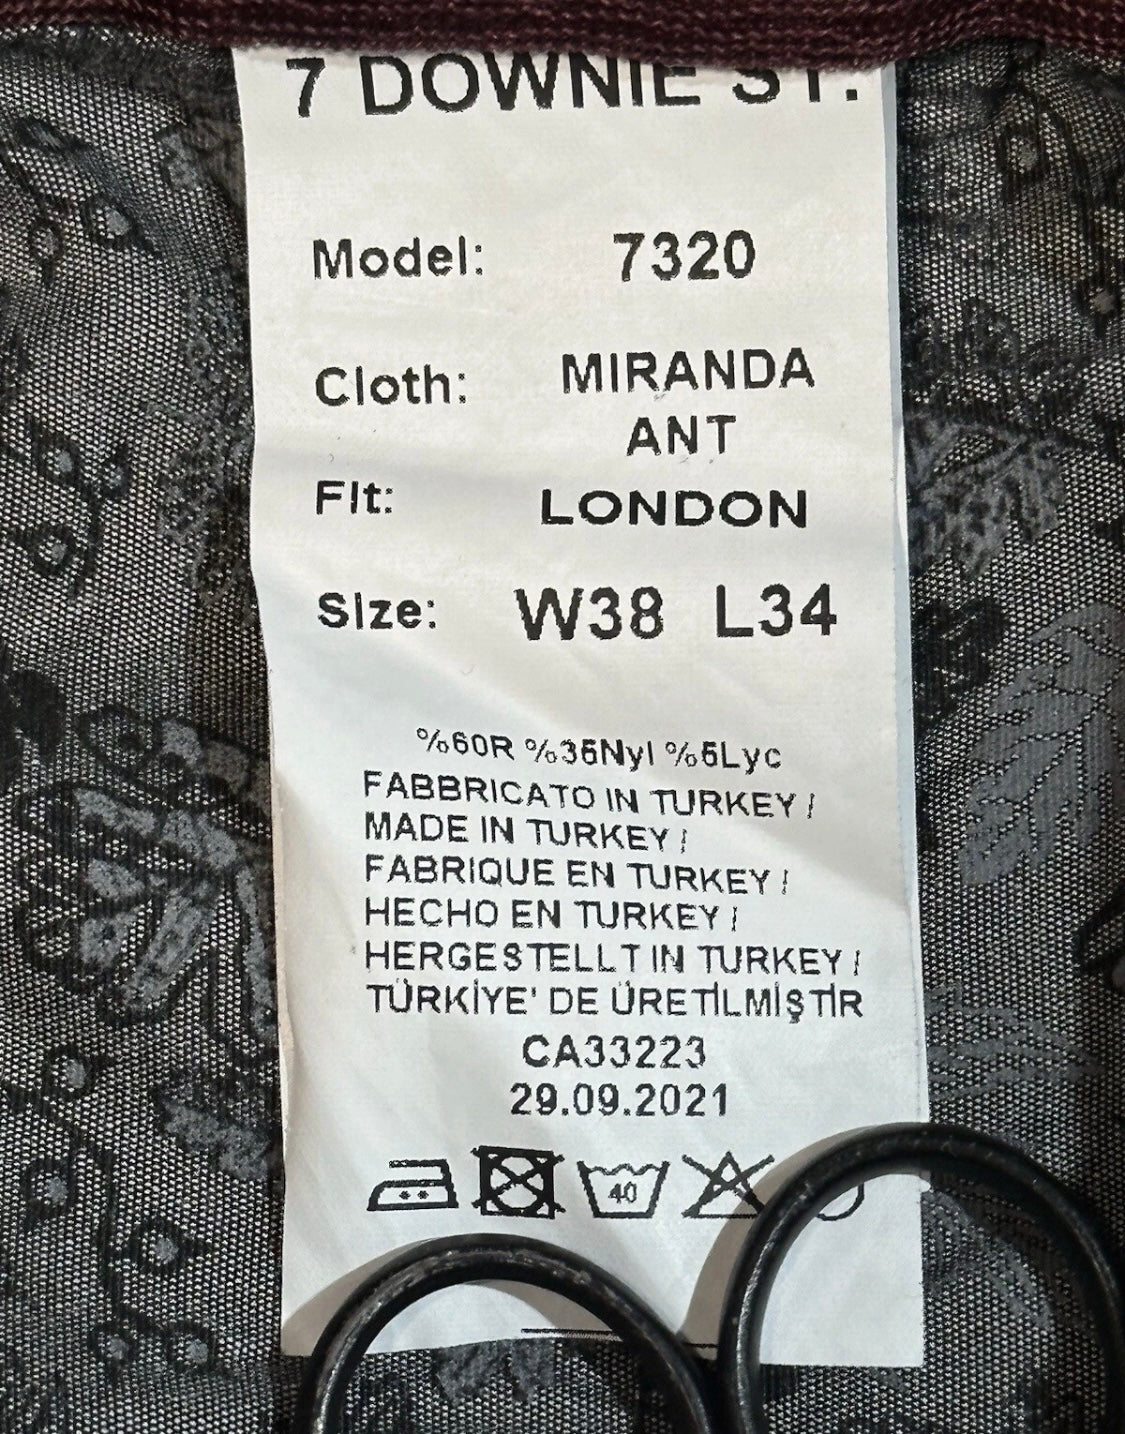 7 DOWNIE ST.
Model: 7320
Cloth: MIRANDA
ANT
Fit: LONDON
Size: W38 L34
%60R %35Nyl %5Lyc
FABBRICATO IN TURKEY /
MADE IN TURKEY /
FABRIQUE EN TURKEY /
HECHO EN TURKEY /
HERGESTELLT IN TURKEY /
TÜRKİYE' DE ÜRETİLMİŞTİR
CA33223
29.09.2021
40